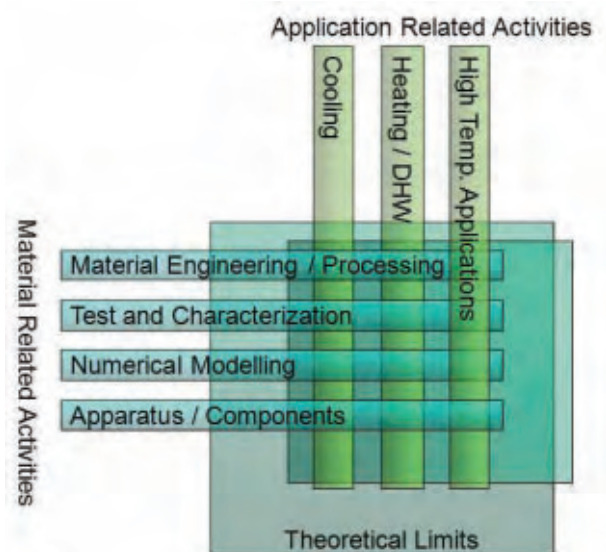 Application Related Activities
Cooling
Heating / DHW
High Temp. Applications
Material Related Activities
Material Engineering / Processing
Test and Characterization
Numerical Modelling
Apparatus / Components
Theoretical Limits